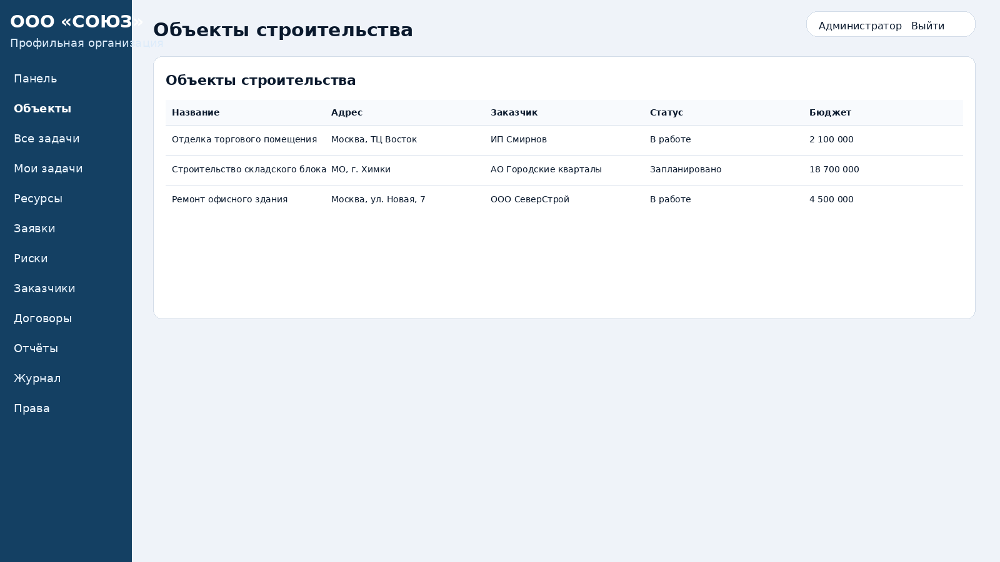 ООО «СОЮЗ»
Профильная организация
Панель
Объекты
Все задачи
Мои задачи
Ресурсы
Заявки
Риски
Заказчики
Договоры
Отчёты
Журнал
Права
Объекты строительства
Администратор Выйти
Объекты строительства
Название Адрес Заказчик Статус Бюджет
Отделка торгового помещения Москва, ТЦ Восток ИП Смирнов В работе 2 100 000
Строительство складского блока МО, г. Химки АО Городские кварталы Запланировано 18 700 000
Ремонт офисного здания Москва, ул. Новая, 7 ООО СеверСтрой В работе 4 500 000